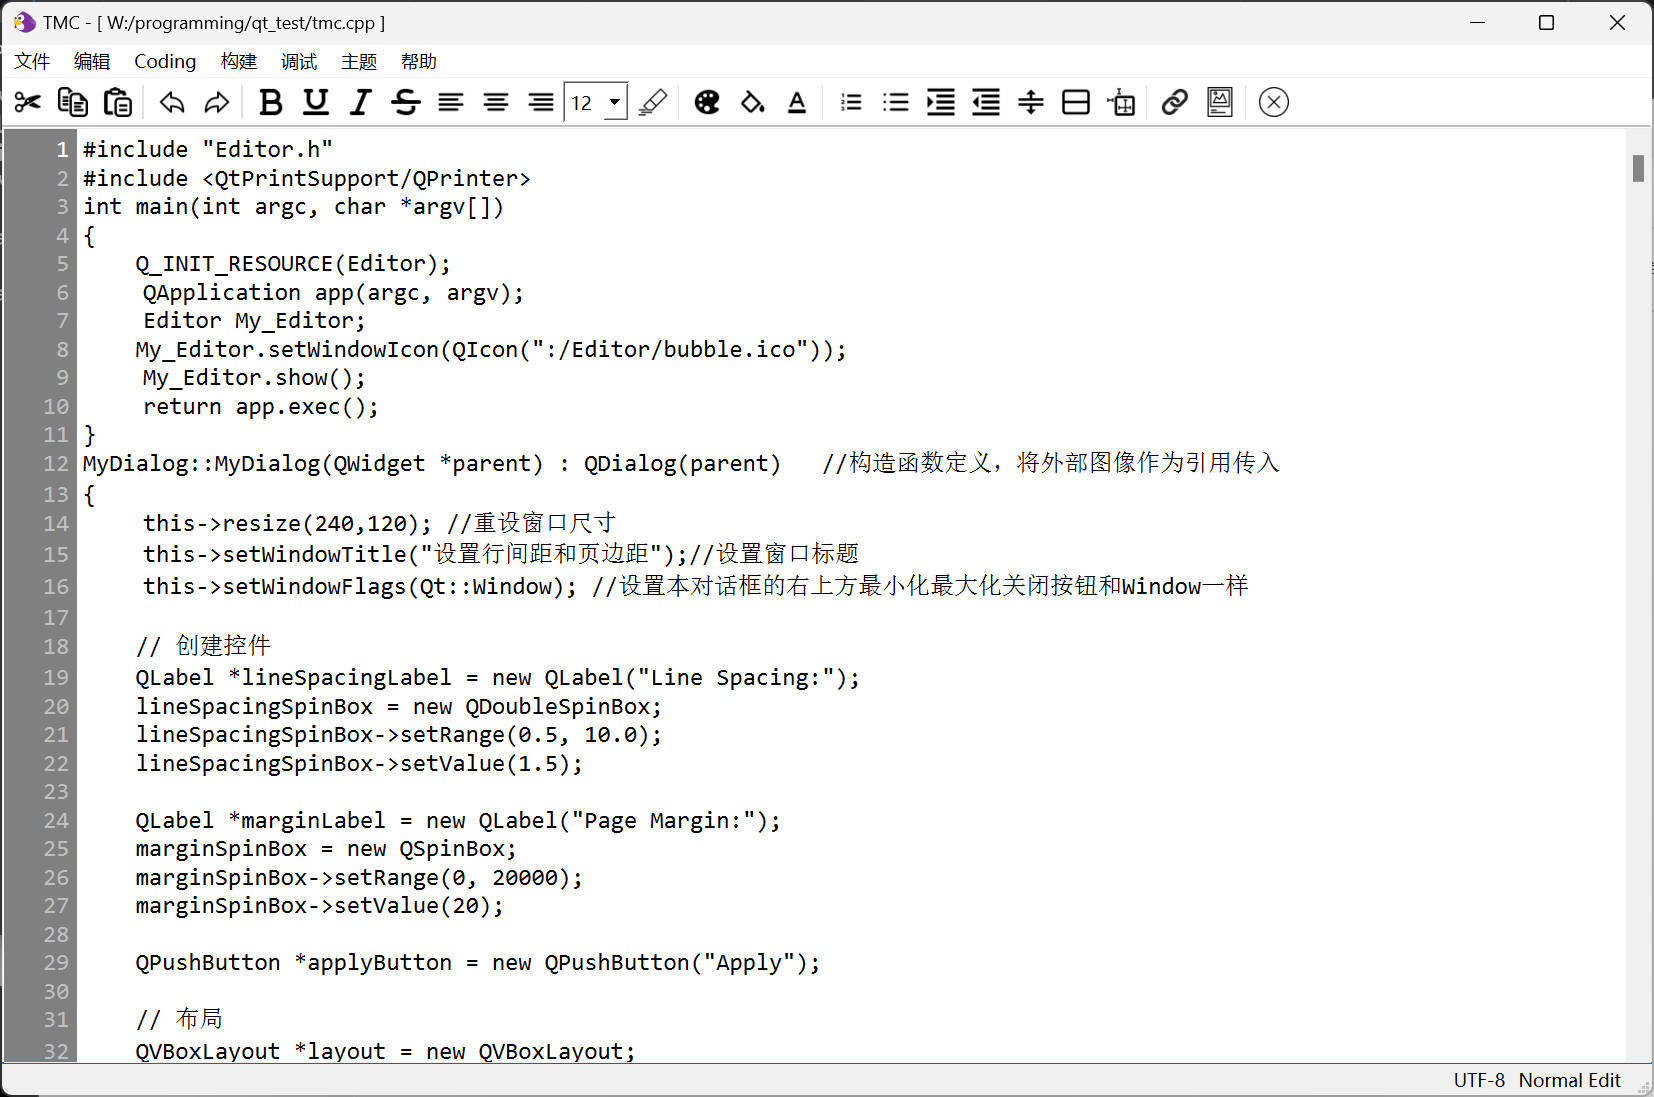 TMC - [ W:/programming/qt_test/tmc.cpp ]
文件 编辑 Coding 构建 调试 主题 帮助
12
1 #include "Editor.h"
2 #include <QtPrintSupport/QPrinter>
3 int main(int argc, char *argv[])
4 {
5 Q_INIT_RESOURCE(Editor);
6 QApplication app(argc, argv);
7 Editor My_Editor;
8 My_Editor.setWindowIcon(QIcon(":/Editor/bubble.ico"));
9 My_Editor.show();
10 return app.exec();
11 }
12 MyDialog::MyDialog(QWidget *parent) : QDialog(parent) //构造函数定义，将外部图像作为引用传入
13 {
14 this->resize(240,120); //重设窗口尺寸
15 this->setWindowTitle("设置行间距和页边距");//设置窗口标题
16 this->setWindowFlags(Qt::Window); //设置本对话框的右上方最小化最大化关闭按钮和Window一样
17
18 // 创建控件
19 QLabel *lineSpacingLabel = new QLabel("Line Spacing:");
20 lineSpacingSpinBox = new QDoubleSpinBox;
21 lineSpacingSpinBox->setRange(0.5, 10.0);
22 lineSpacingSpinBox->setValue(1.5);
23
24 QLabel *marginLabel = new QLabel("Page Margin:");
25 marginSpinBox = new QSpinBox;
26 marginSpinBox->setRange(0, 20000);
27 marginSpinBox->setValue(20);
28
29 QPushButton *applyButton = new QPushButton("Apply");
30
31 // 布局
32 QVBoxLayout *layout = new QVBoxLayout;
UTF-8 Normal Edit